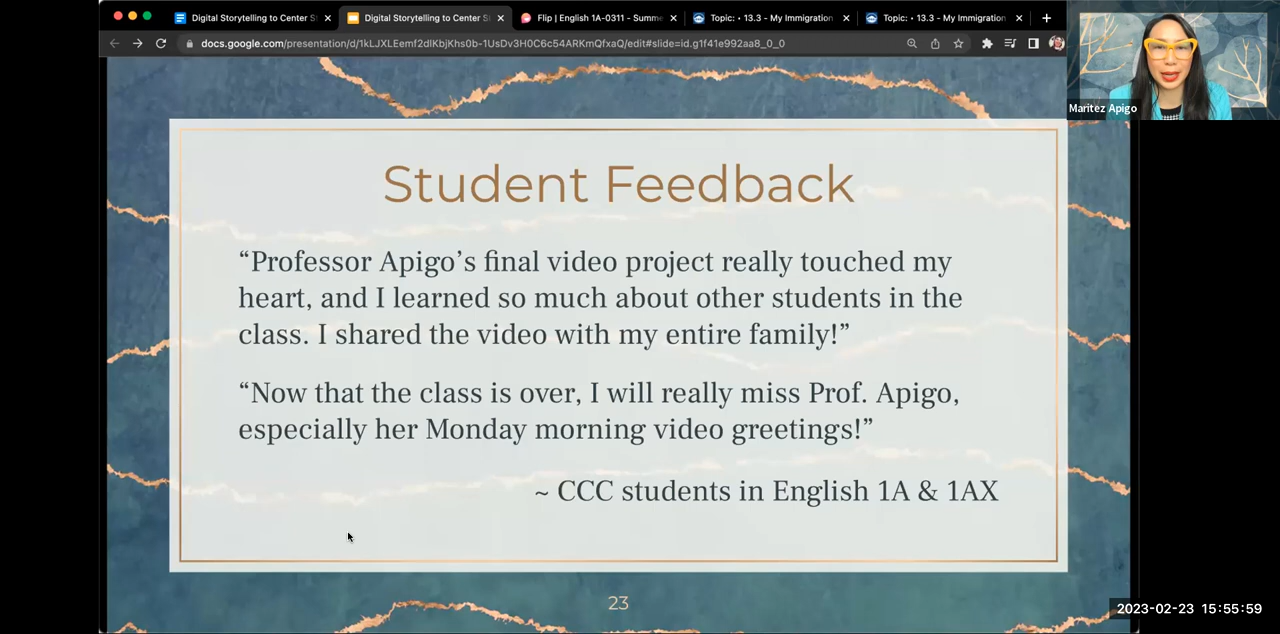 Digital Storytelling to Center S
Digital Storytelling to Center S
Flip | English 1A-0311 - Summe
Topic: • 13.3 - My Immigration
Topic: • 13.3 - My Immigration
docs.google.com/presentation/d/1kLJXLEemf2dlKbjKhs0b-1UsDv3H0C6c54ARKmQfxaQ/edit#slide=id.g1f41e992aa8_0_0
Maritez Apigo
Student Feedback
“Professor Apigo’s final video project really touched my
heart, and I learned so much about other students in the
class. I shared the video with my entire family!”
“Now that the class is over, I will really miss Prof. Apigo,
especially her Monday morning video greetings!”
~ CCC students in English 1A & 1AX
23
2023-02-23 15:55:59